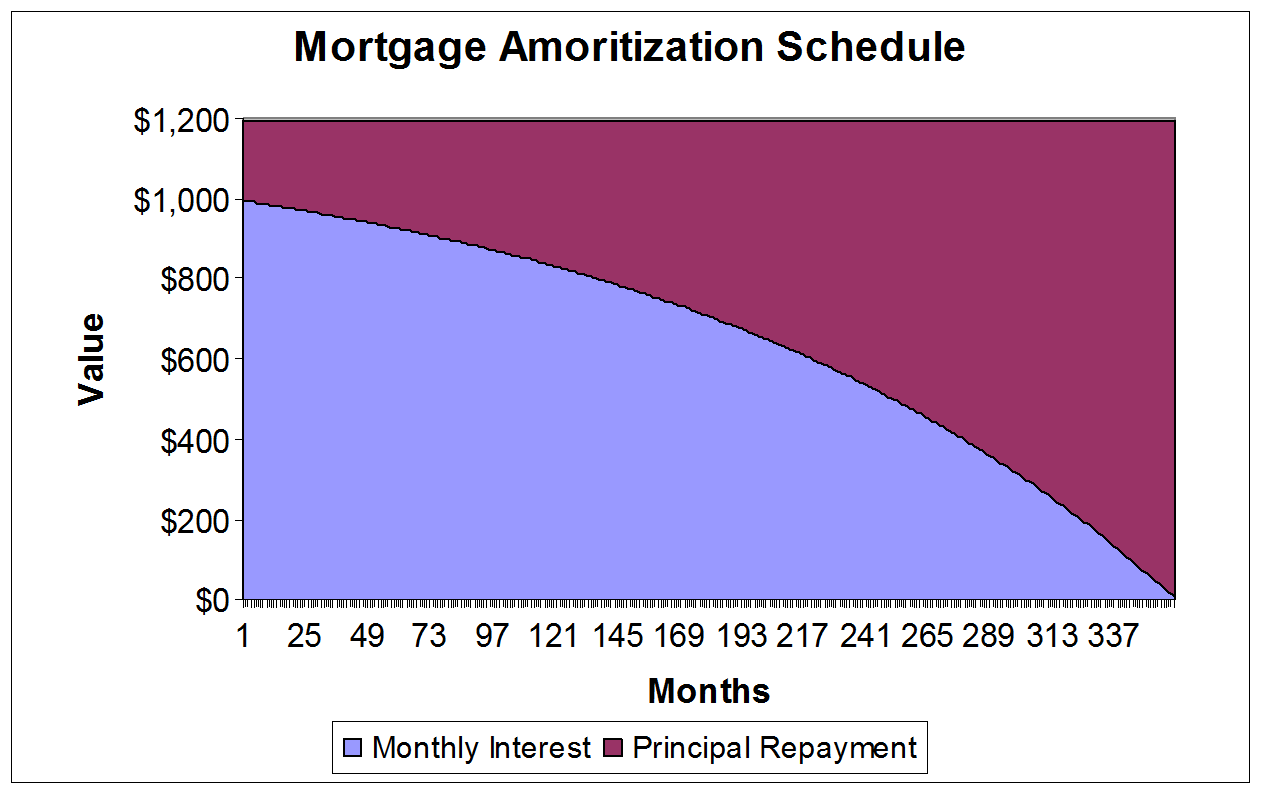 Mortgage Amoritization Schedule
$1,200
$1,000
$800
$600
$400
$200
$0
Value
1 25 49 73 97 121 145 169 193 217 241 265 289 313 337
Months
Monthly Interest Principal Repayment